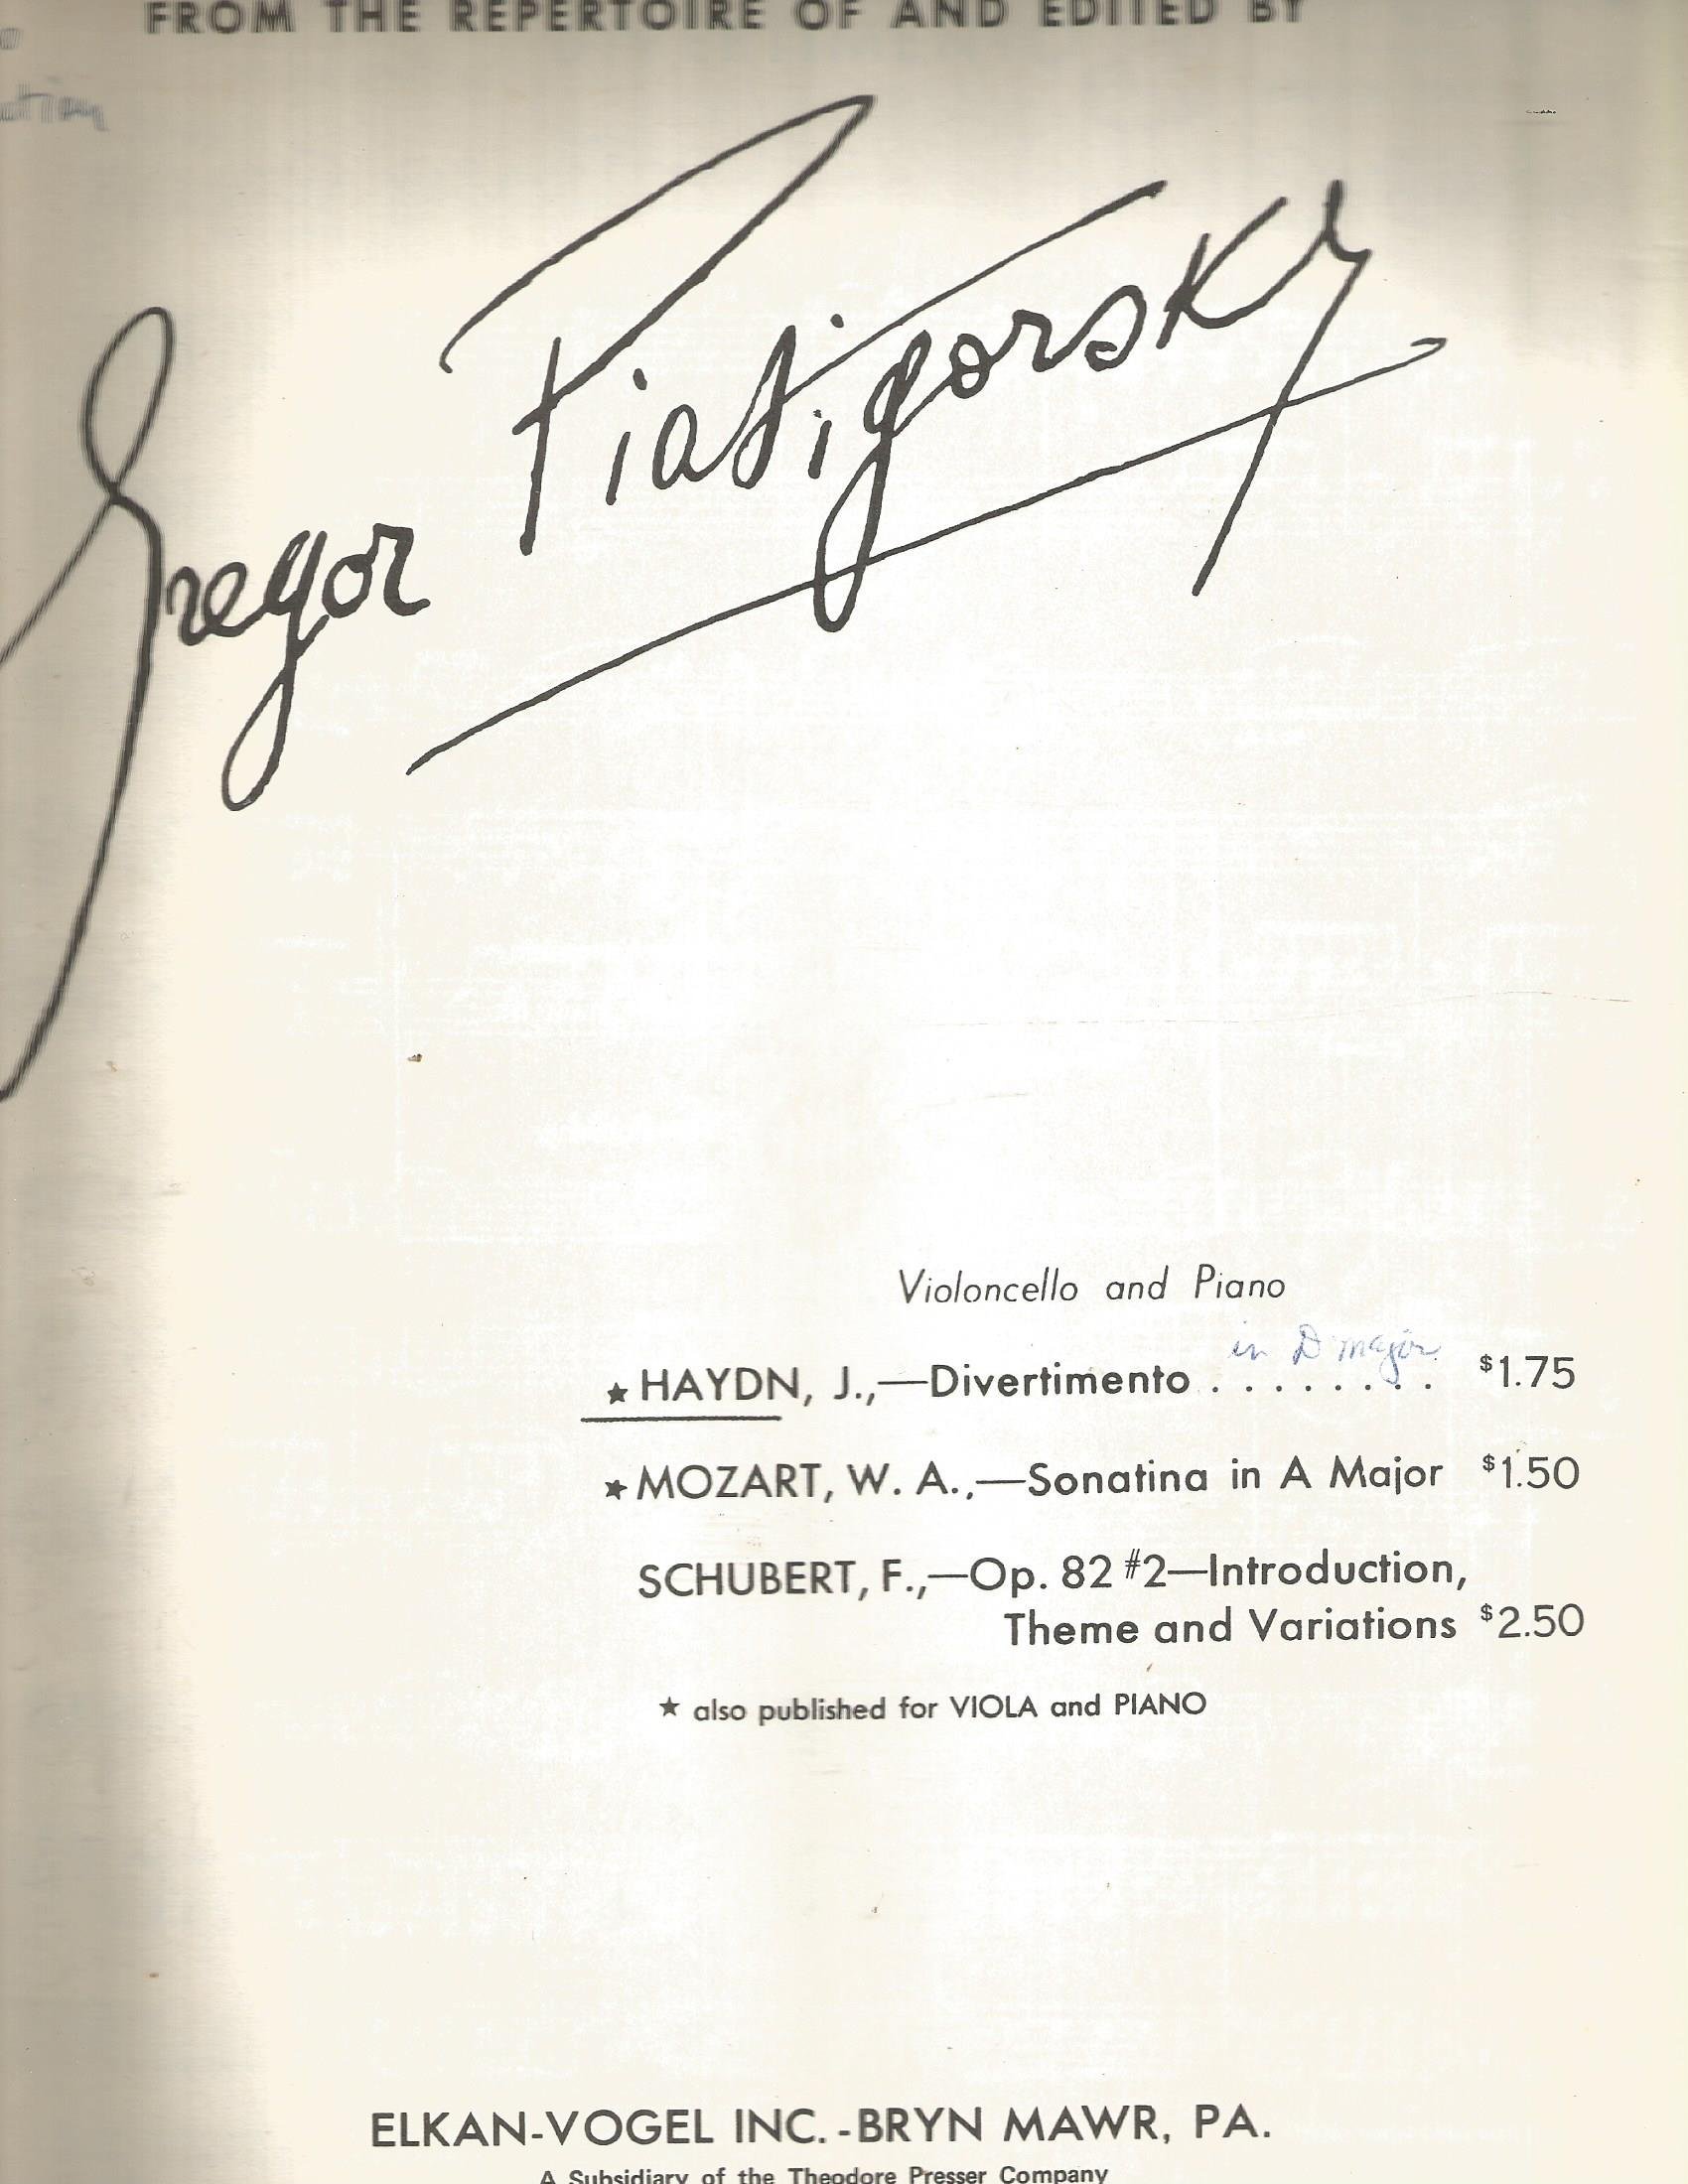 FROM THE REPERTOIRE OF AND EDITED BY
Gregor Piatigorsky
Violoncello and Piano
in D major
★ HAYDN, J.,—Divertimento . . . . . . . . $1.75
★ MOZART, W. A.,—Sonatina in A Major $1.50
SCHUBERT, F.,—Op. 82 #2—Introduction,
Theme and Variations $2.50
★ also published for VIOLA and PIANO
ELKAN-VOGEL INC. - BRYN MAWR, PA.
A Subsidiary of the Theodore Presser Company